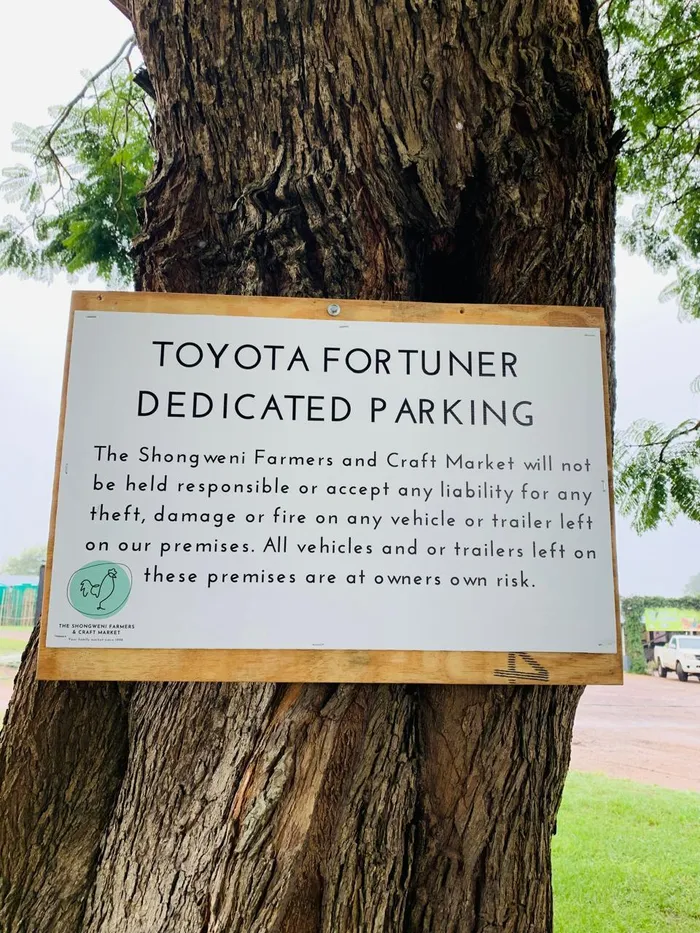 TOYOTA FORTUNER
DEDICATED PARKING
The Shongweni Farmers and Craft Market will not
be held responsible or accept any liability for any
theft, damage or fire on any vehicle or trailer left
on our premises. All vehicles and or trailers left on
these premises are at owners own risk.
THE SHONGWENI FARMERS
& CRAFT MARKET